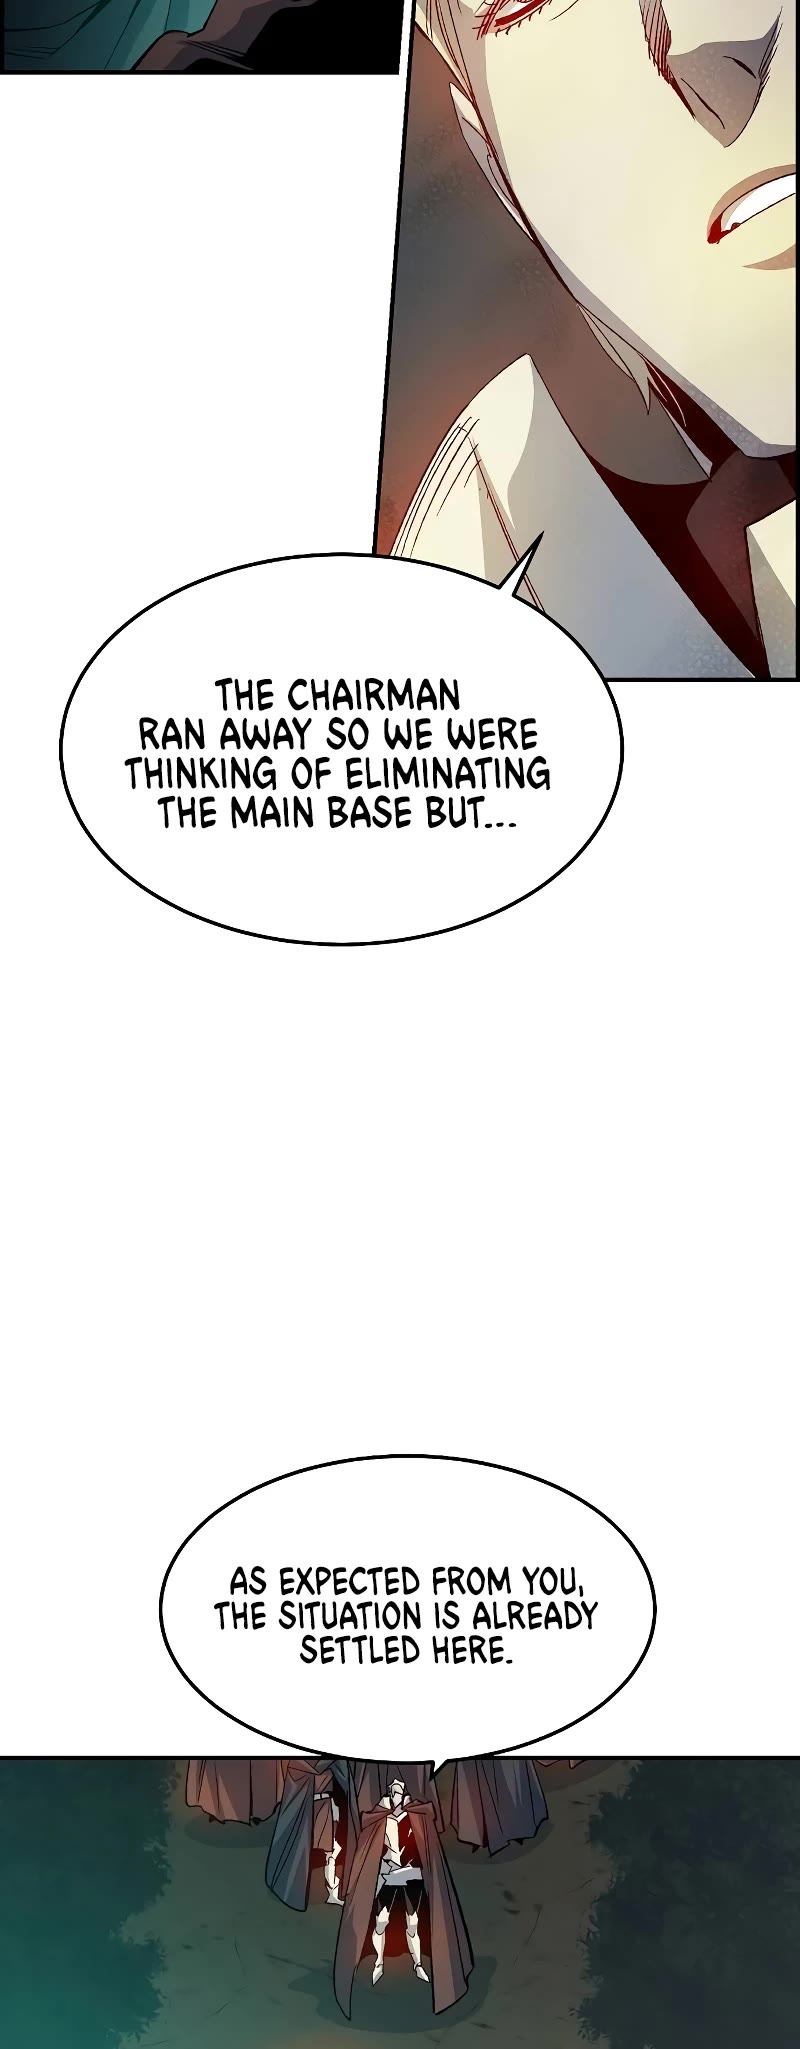 THE CHAIRMAN
RAN AWAY SO WE WERE
THINKING OF ELIMINATING
THE MAIN BASE BUT...
AS EXPECTED FROM YOU,
THE SITUATION IS ALREADY
SETTLED HERE.